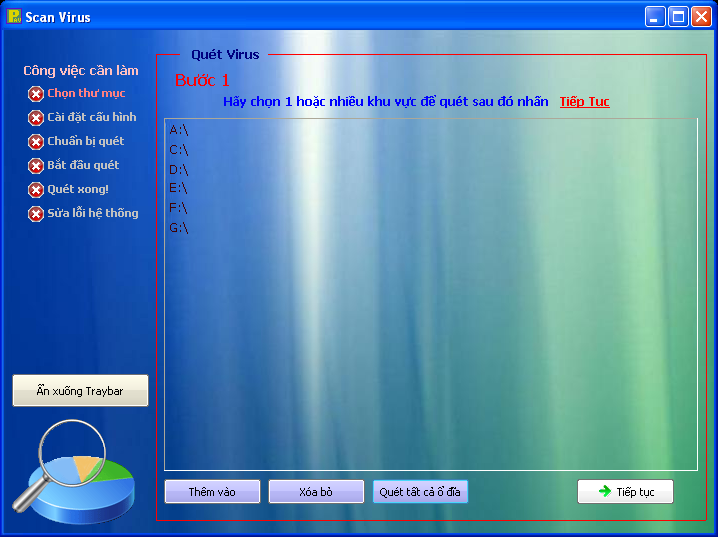 Scan Virus
Công việc cần làm
Chọn thư mục
Cài đặt cấu hình
Chuẩn bị quét
Bắt đầu quét
Quét xong!
Sửa lỗi hệ thống
Ẩn xuống Traybar
Quét Virus
Bước 1
Hãy chọn 1 hoặc nhiều khu vực để quét sau đó nhấn Tiếp Tục
A:\
C:\
D:\
E:\
F:\
G:\
Thêm vào
Xóa bỏ
Quét tất cả ổ đĩa
Tiếp tục